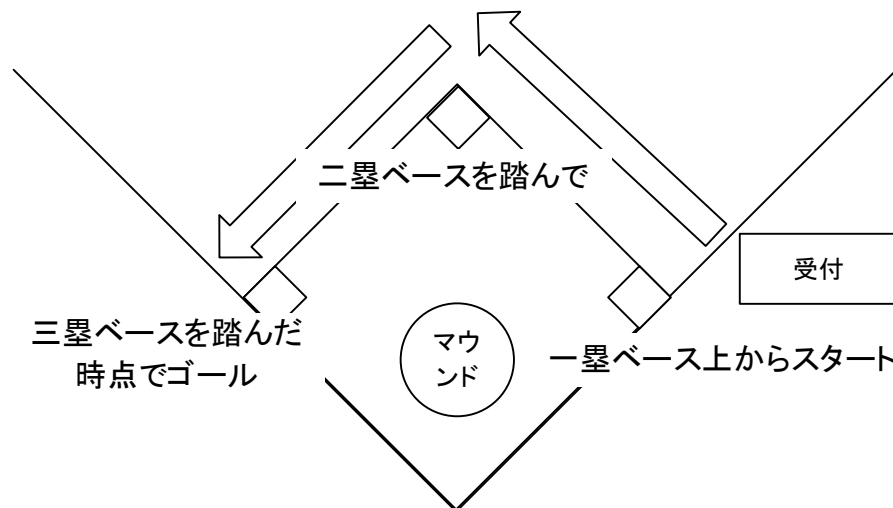 二塁ベースを踏んで
受付
三塁ベースを踏んだ
時点でゴール
マウ
ンド
一塁ベース上からスタート